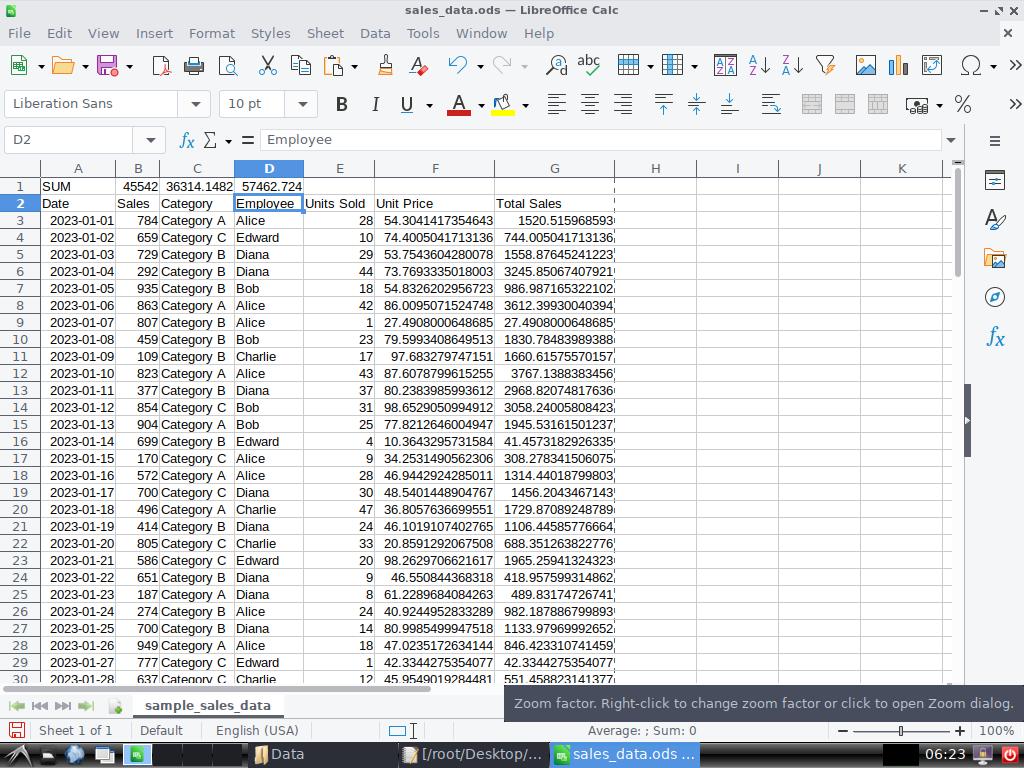 sales_data.ods — LibreOffice Calc
File Edit View Insert Format Styles Sheet Data Tools Window Help
Liberation Sans 10 pt
D2 Employee
A B C D E F G H I J K
1 SUM 45542 36314.1482 57462.724
2 Date Sales Category Employee Units Sold Unit Price Total Sales
3 2023-01-01 784 Category A Alice 28 54.3041417354643 1520.515968593
4 2023-01-02 659 Category C Edward 10 74.4005041713136 744.005041713136
5 2023-01-03 729 Category B Diana 29 53.7543604280078 1558.87645241223
6 2023-01-04 292 Category B Diana 44 73.7693335018003 3245.85067407921
7 2023-01-05 935 Category B Bob 18 54.8326202956723 986.987165322102
8 2023-01-06 863 Category A Alice 42 86.0095071524748 3612.39930040394
9 2023-01-07 807 Category B Alice 1 27.4908000648685 27.4908000648685
10 2023-01-08 459 Category B Bob 23 79.5993408649513 1830.78483989388
11 2023-01-09 109 Category B Charlie 17 97.683279747151 1660.61575570157
12 2023-01-10 823 Category A Alice 43 87.6078799615255 3767.1388383456
13 2023-01-11 377 Category B Diana 37 80.2383985993612 2968.82074817636
14 2023-01-12 854 Category C Bob 31 98.6529050994912 3058.24005808423
15 2023-01-13 904 Category A Bob 25 77.8212646004947 1945.53161501237
16 2023-01-14 699 Category B Edward 4 10.3643295731584 41.4573182926335
17 2023-01-15 170 Category C Alice 9 34.2531490562306 308.278341506075
18 2023-01-16 572 Category A Alice 28 46.9442924285011 1314.44018799803
19 2023-01-17 700 Category C Diana 30 48.5401448904767 1456.2043467143
20 2023-01-18 496 Category A Charlie 47 36.8057636699551 1729.87089248789
21 2023-01-19 414 Category B Diana 24 46.1019107402765 1106.44585776664
22 2023-01-20 805 Category C Charlie 33 20.8591292067508 688.351263822776
23 2023-01-21 586 Category C Edward 20 98.2629706621617 1965.25941324323
24 2023-01-22 651 Category B Diana 9 46.550844368318 418.957599314862
25 2023-01-23 187 Category A Diana 8 61.2289684084263 489.83174726741
26 2023-01-24 274 Category B Alice 24 40.9244952833289 982.187886799893
27 2023-01-25 700 Category B Diana 14 80.9985499947518 1133.97969992652
28 2023-01-26 949 Category A Alice 18 47.0235172634144 846.423310741459
29 2023-01-27 777 Category C Edward 1 42.3344275354077 42.3344275354077
30 2023-01-28 637 Category C Charlie 12 45.9549019284481 551.458823141377
sample_sales_data
Zoom factor. Right-click to change zoom factor or click to open Zoom dialog.
Sheet 1 of 1 Default English (USA) Average: ; Sum: 0 100%
Data [/root/Desktop/... sales_data.ods ... 06:23